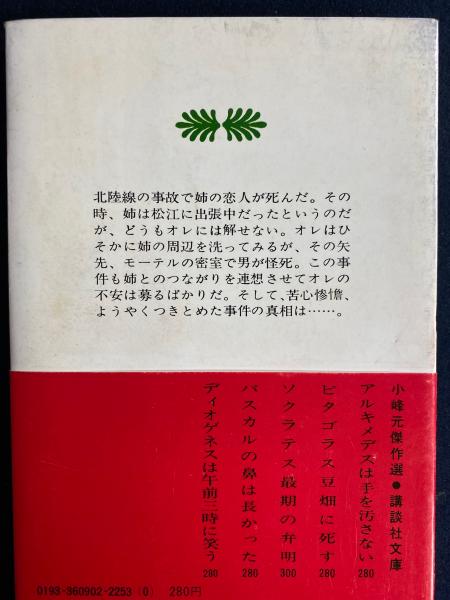 北陸線の事故で姉の恋人が死んだ。その
時、姉は松江に出張中だったというのだ
が、どうもオレには解せない。オレはひ
そかに姉の周辺を洗ってみるが、その矢
先、モーテルの密室で男が怪死。この事
件も姉とのつながりを連想させてオレの
不安は募るばかりだ。そして、苦心惨憺、
ようやくつきとめた事件の真相は……。
小峰元傑作選●講談社文庫
アルキメデスは手を汚さない 280
ピタゴラス豆畑に死す 280
ソクラテス最期の弁明 300
パスカルの鼻は長かった 280
ディオゲネスは午前三時に笑う 280
0193-360902-2253 (0) 280円